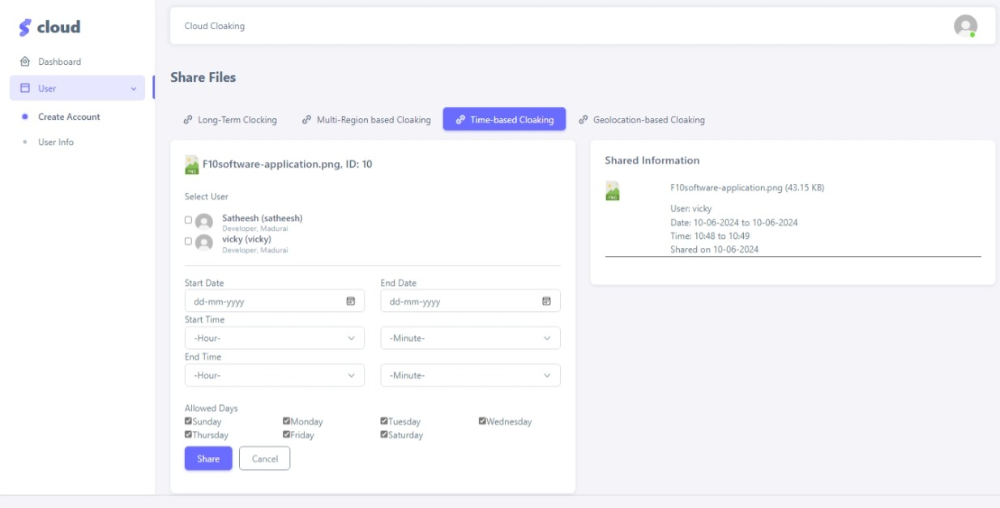 cloud
Dashboard
User
Create Account
User Info
Cloud Cloaking
Share Files
Long-Term Clocking
Multi-Region based Cloaking
Time-based Cloaking
Geolocation-based Cloaking
PNG
F10software-application.png, ID: 10
Select User
Satheesh (satheesh)
Developer, Madurai
vicky (vicky)
Developer, Madurai
Start Date
End Date
dd-mm-yyyy
dd-mm-yyyy
Start Time
-Hour-
-Minute-
End Time
-Hour-
-Minute-
Allowed Days
Sunday
Monday
Tuesday
Wednesday
Thursday
Friday
Saturday
Share
Cancel
Shared Information
PNG
F10software-application.png (43.15 KB)
User: vicky
Date: 10-06-2024 to 10-06-2024
Time: 10:48 to 10:49
Shared on 10-06-2024